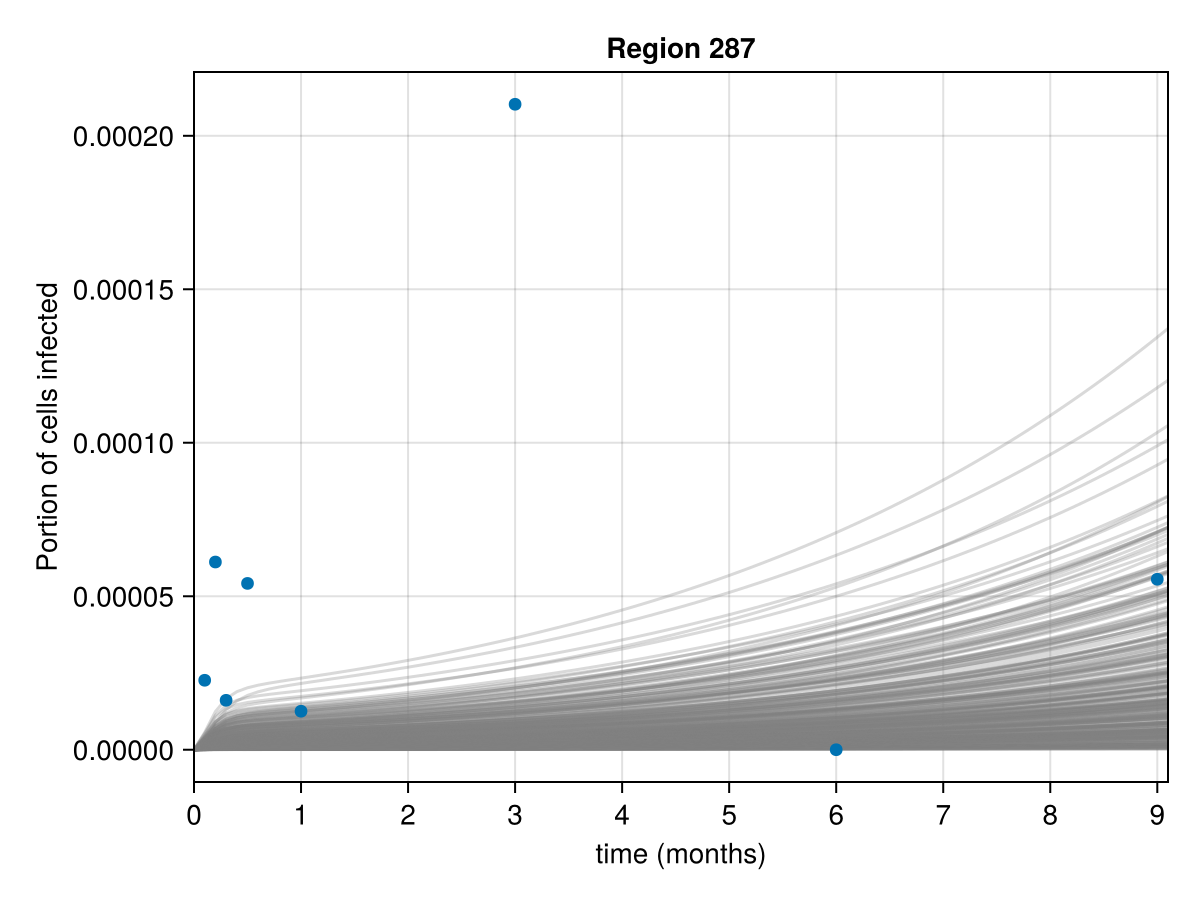 Region 287
Portion of cells infected
0.00020
0.00015
0.00010
0.00005
0.00000
0 1 2 3 4 5 6 7 8 9
time (months)